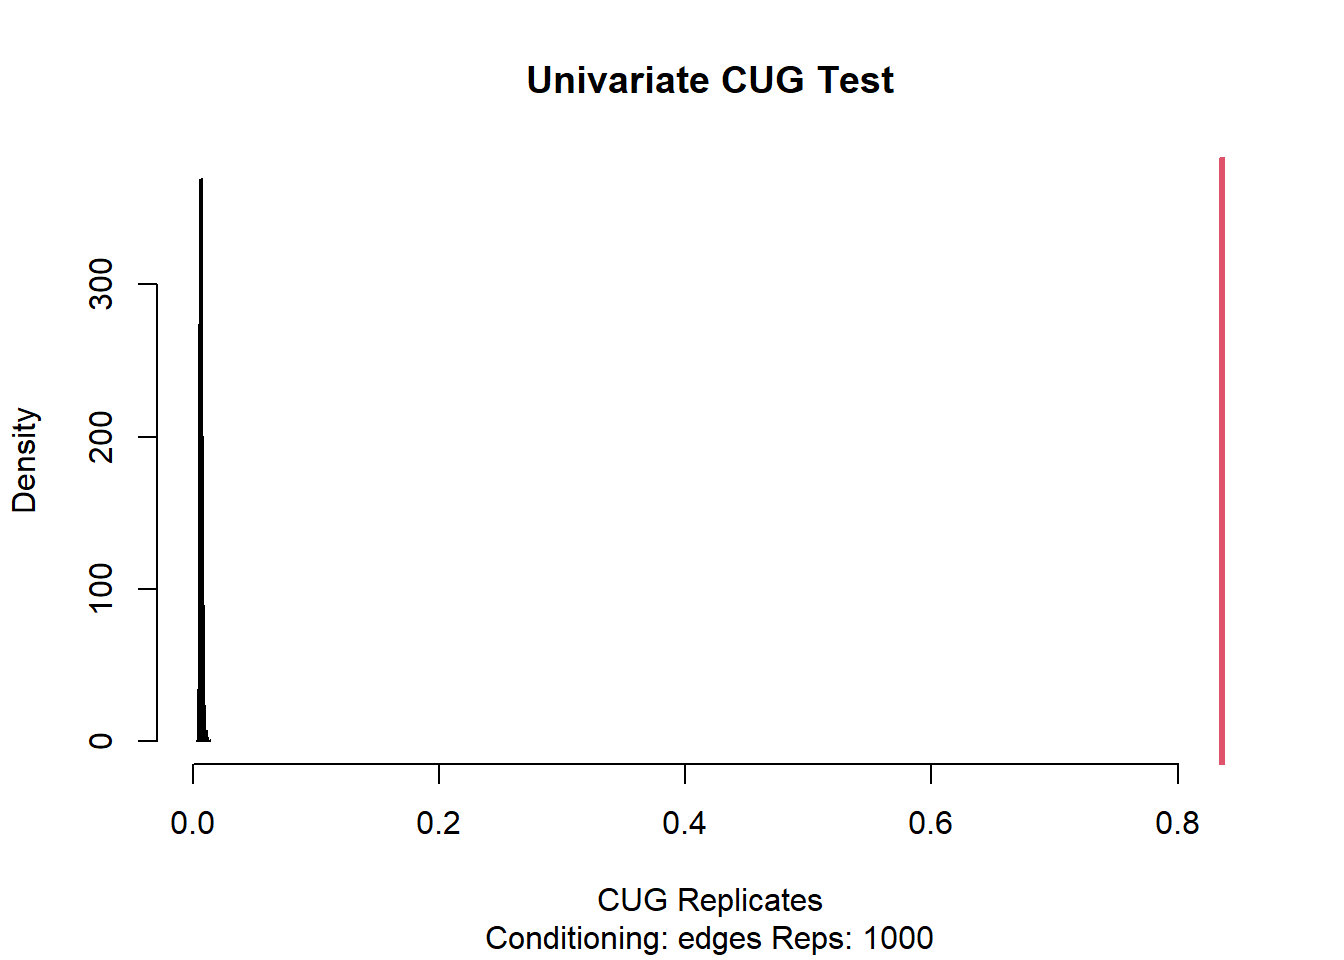 Univariate CUG Test
Density
300
200
100
0
0.0 0.2 0.4 0.6 0.8
CUG Replicates
Conditioning: edges Reps: 1000